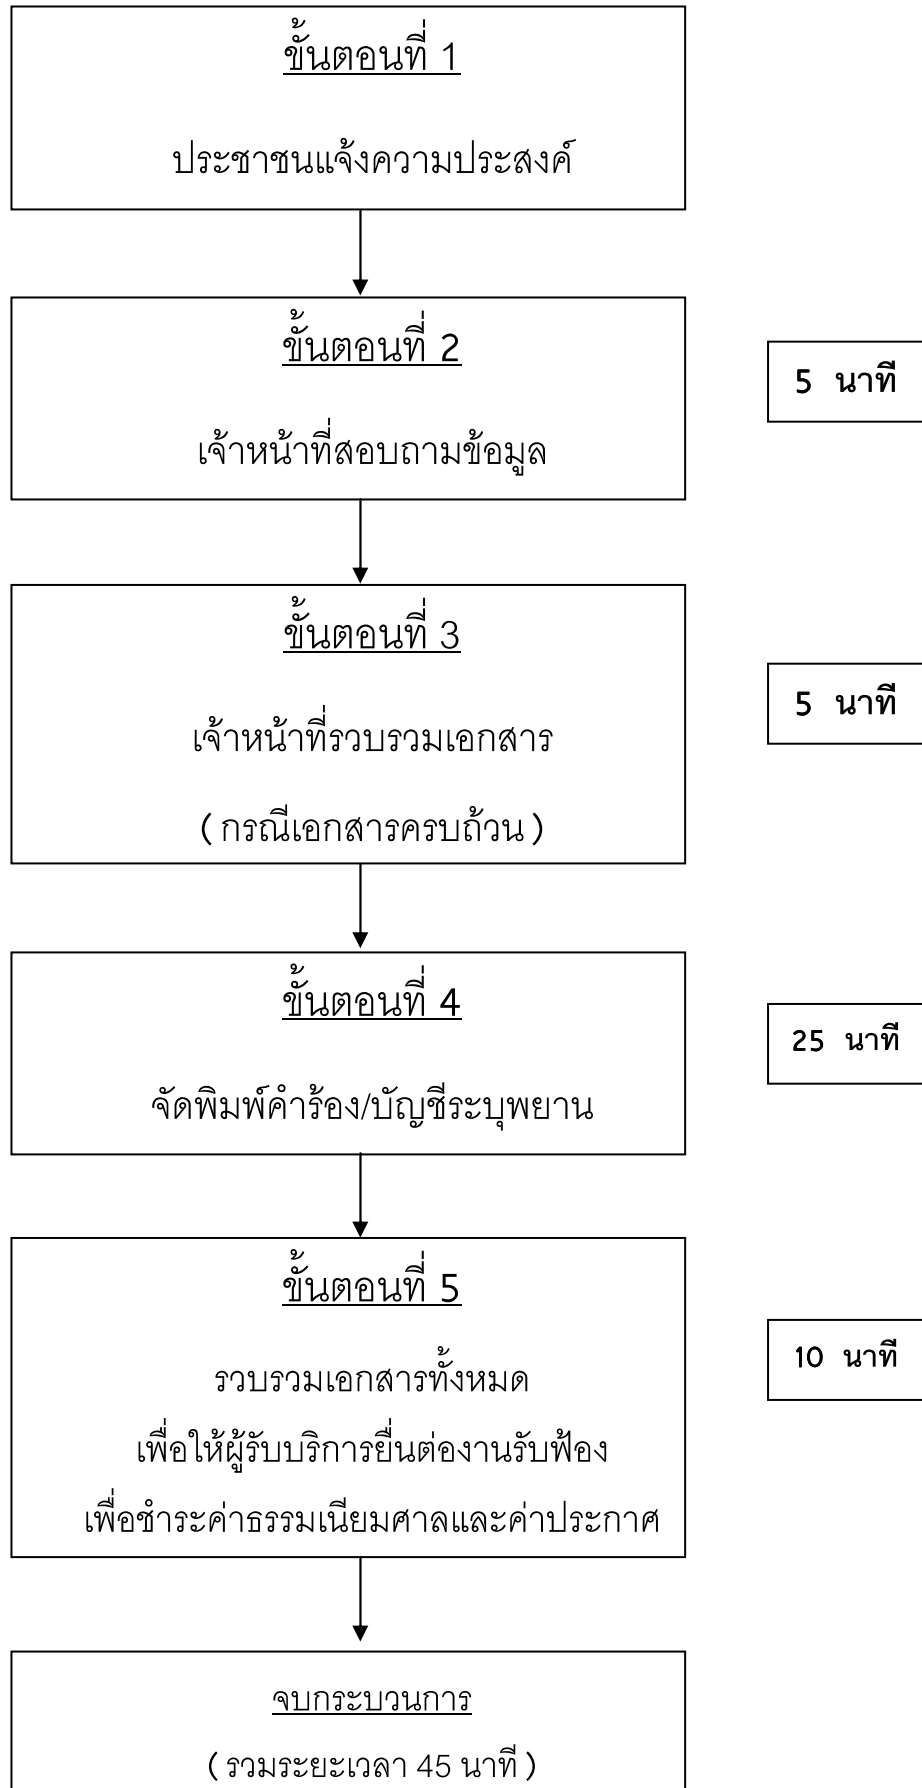 ขั้นตอนที่ 1
ประชาชนแจ้งความประสงค์
ขั้นตอนที่ 2
5 นาที
เจ้าหน้าที่สอบถามข้อมูล
ขั้นตอนที่ 3
5 นาที
เจ้าหน้าที่รวบรวมเอกสาร
( กรณีเอกสารครบถ้วน )
ขั้นตอนที่ 4
25 นาที
จัดพิมพ์คำร้อง/บัญชีระบุพยาน
ขั้นตอนที่ 5
10 นาที
รวบรวมเอกสารทั้งหมด
เพื่อให้ผู้รับบริการยื่นต่องานรับฟ้อง
เพื่อชำระค่าธรรมเนียมศาลและค่าประกาศ
จบกระบวนการ
( รวมระยะเวลา 45 นาที )